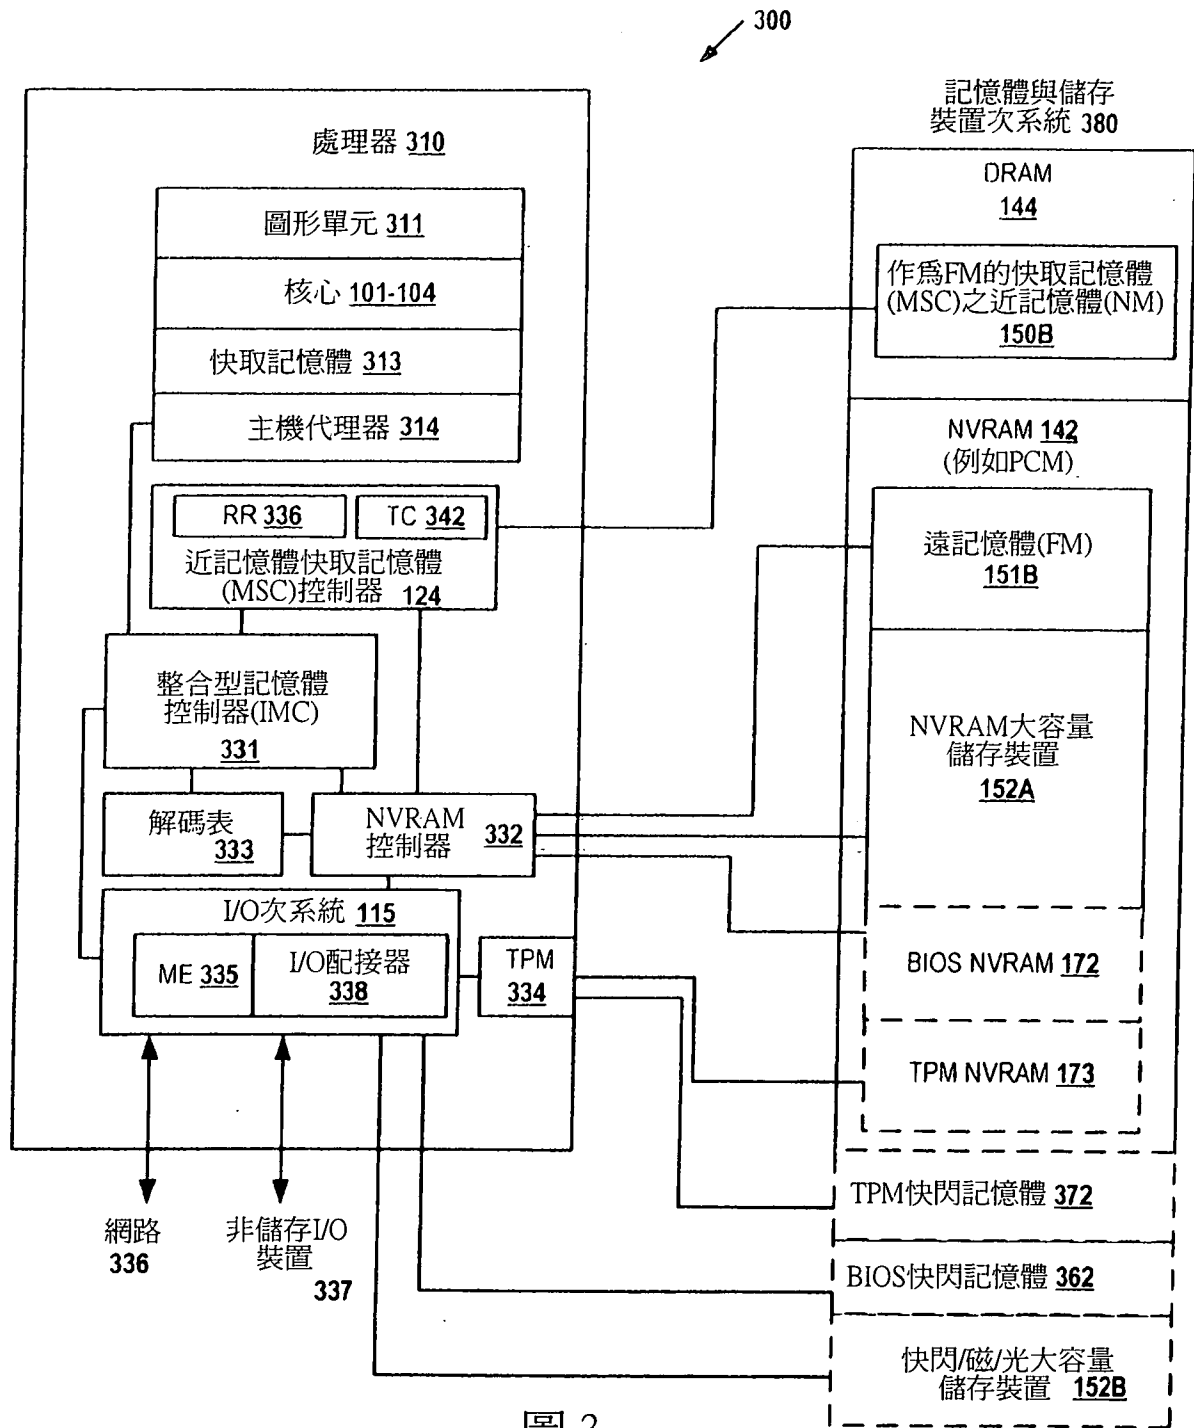 300
處理器 310
圖形單元 311
核心 101-104
快取記憶體 313
主機代理器 314
RR 336
TC 342
近記憶體快取記憶體
(MSC)控制器 124
整合型記憶體
控制器(IMC)
331
解碼表
333
NVRAM
控制器 332
I/O次系統 115
ME 335
I/O配接器
338
TPM
334
網路
336
非儲存I/O
裝置
337
記憶體與儲存
裝置次系統 380
DRAM
144
作爲FM的快取記憶體
(MSC)之近記憶體(NM)
150B
NVRAM 142
(例如PCM)
遠記憶體(FM)
151B
NVRAM大容量
儲存裝置
152A
BIOS NVRAM 172
TPM NVRAM 173
TPM快閃記憶體 372
BIOS快閃記憶體 362
快閃/磁/光大容量
儲存裝置 152B
圖 2